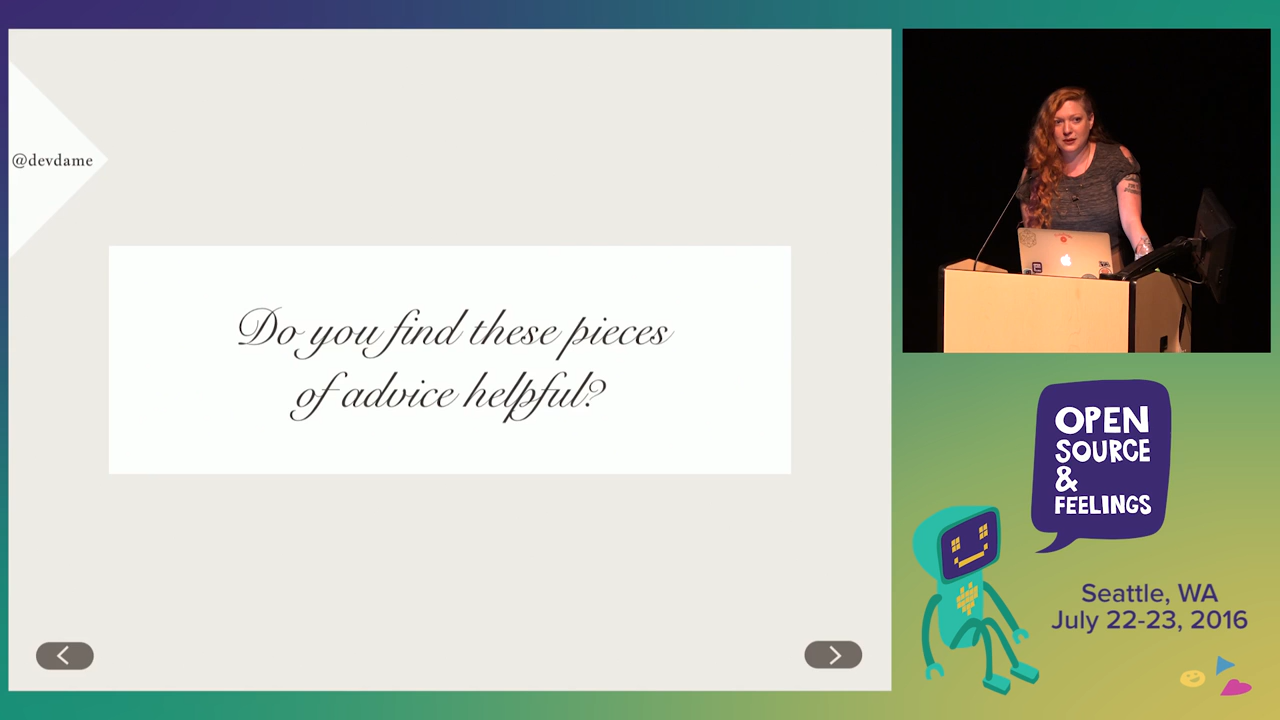 @devdame
Do you find these pieces
of advice helpful?
OPEN
SOURCE
&
FEELINGS
Seattle, WA
July 22-23, 2016